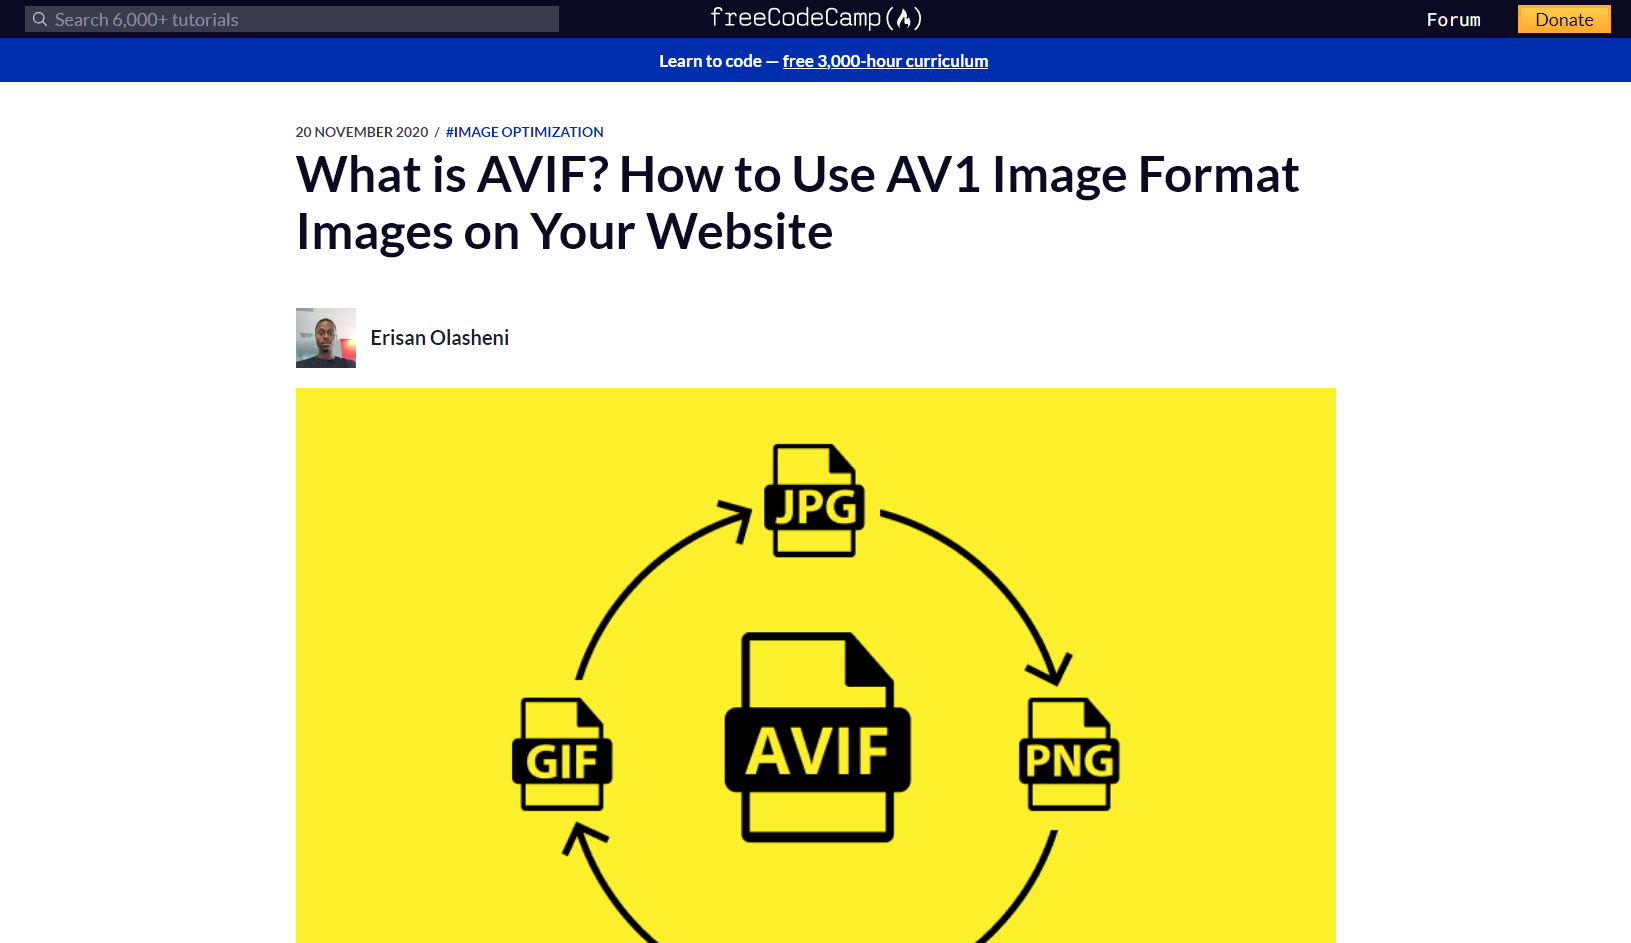 Search 6,000+ tutorials
freeCodeCamp(🔥)
Forum
Donate
Learn to code — free 3,000-hour curriculum
20 NOVEMBER 2020 / #IMAGE OPTIMIZATION
What is AVIF? How to Use AV1 Image Format
Images on Your Website
Erisan Olasheni
JPG
GIF
AVIF
PNG